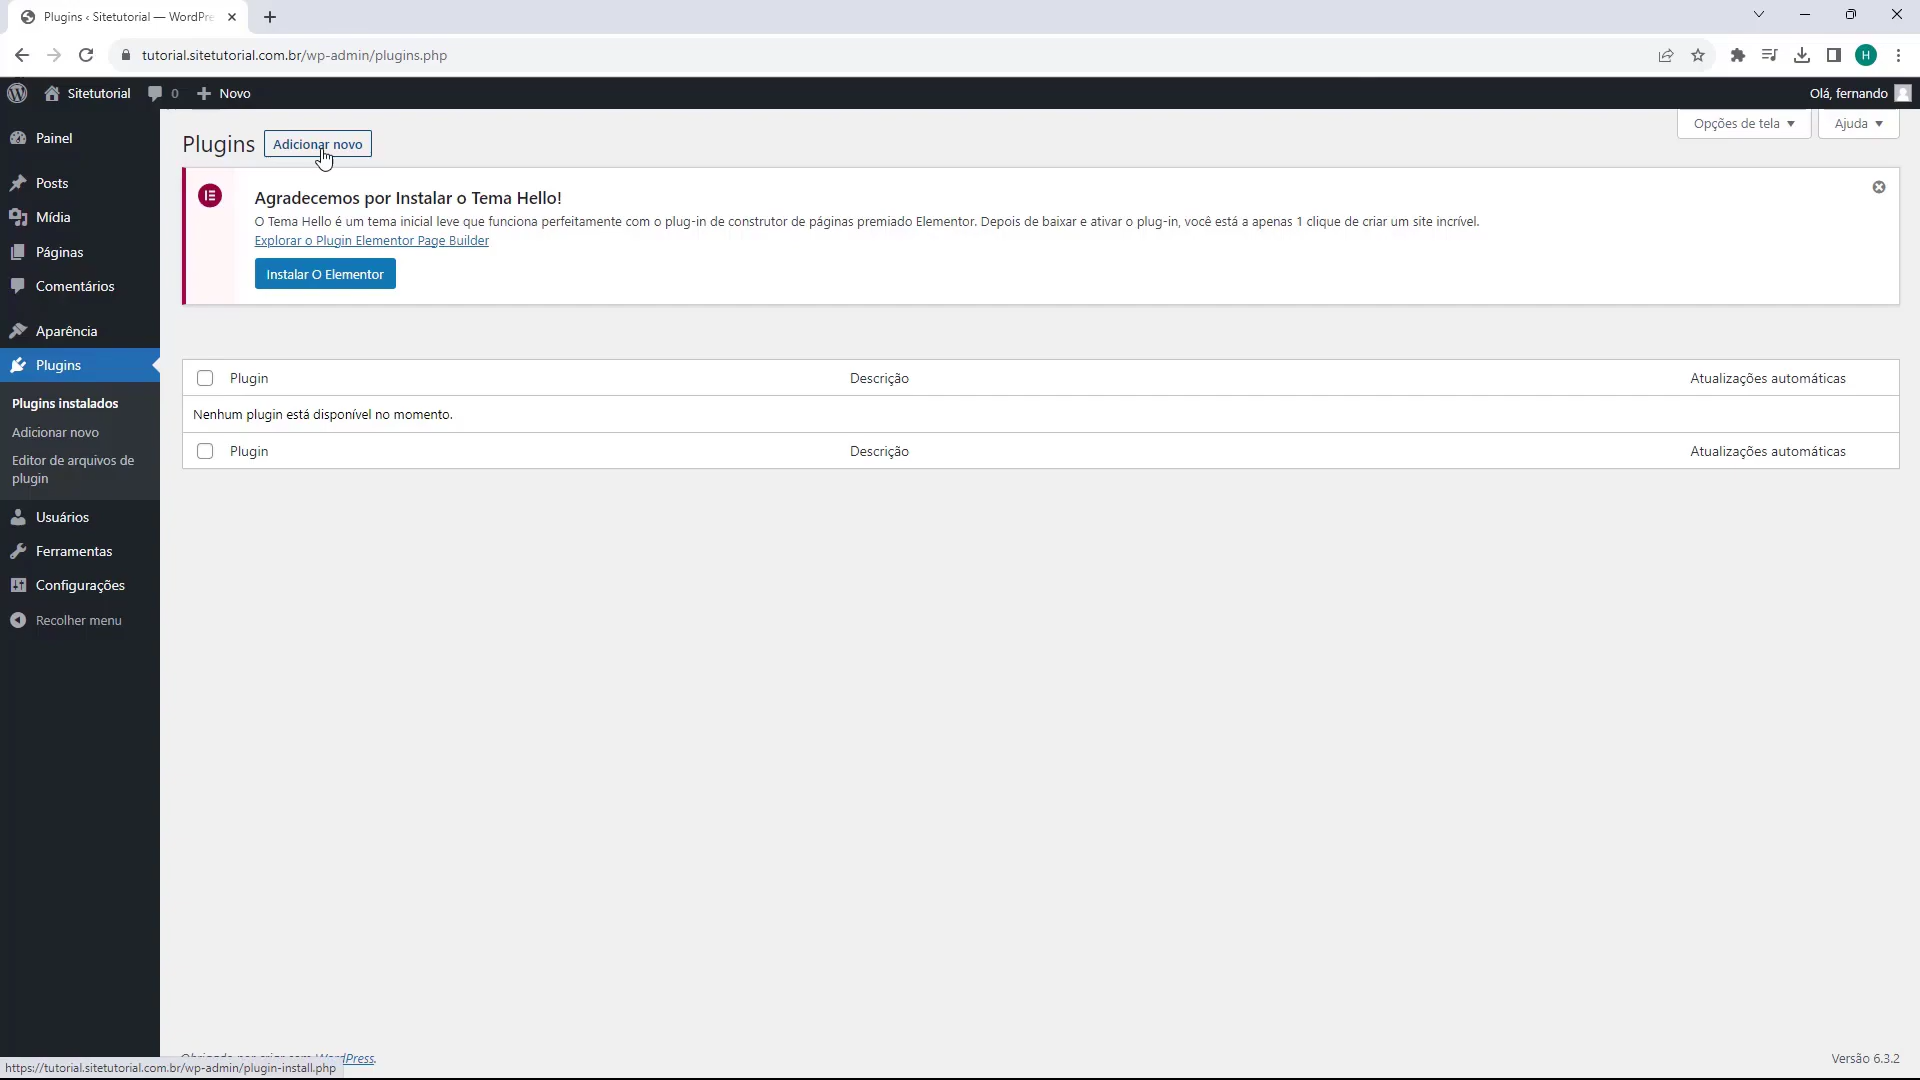 Plugins ‹ Sitetutorial — WordPre
tutorial.sitetutorial.com.br/wp-admin/plugins.php
H
Sitetutorial
0
Novo
Olá, fernando
Painel
Posts
Mídia
Páginas
Comentários
Aparência
Plugins
Plugins instalados
Adicionar novo
Editor de arquivos de
plugin
Usuários
Ferramentas
Configurações
Recolher menu
Opções de tela
Ajuda
Plugins
Adicionar novo
Agradecemos por Instalar o Tema Hello!
O Tema Hello é um tema inicial leve que funciona perfeitamente com o plug-in de construtor de páginas premiado Elementor. Depois de baixar e ativar o plug-in, você está a apenas 1 clique de criar um site incrível.
Explorar o Plugin Elementor Page Builder
Instalar O Elementor
Plugin
Descrição
Atualizações automáticas
Nenhum plugin está disponível no momento.
Plugin
Descrição
Atualizações automáticas
WordPress.
Versão 6.3.2
https://tutorial.sitetutorial.com.br/wp-admin/plugin-install.php